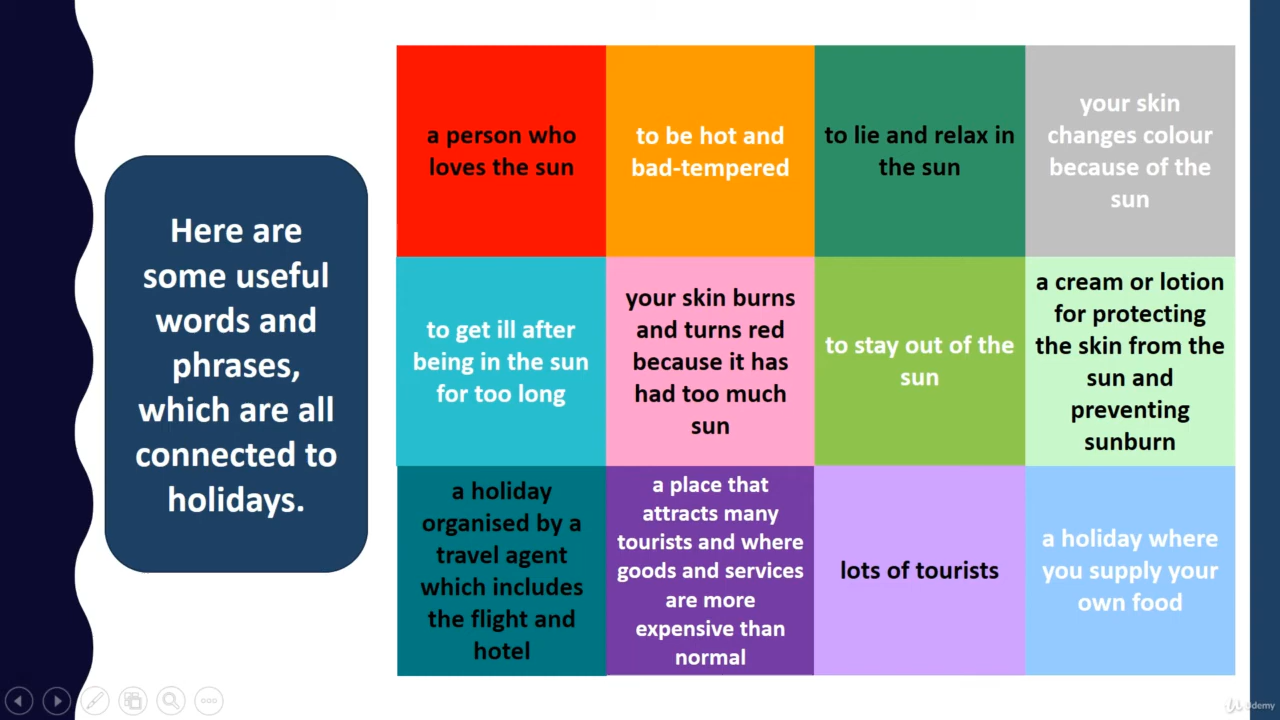 Here are
some useful
words and
phrases,
which are all
connected to
holidays.
a person who
loves the sun
to be hot and
bad-tempered
to lie and relax in
the sun
your skin
changes colour
because of the
sun
to get ill after
being in the sun
for too long
your skin burns
and turns red
because it has
had too much
sun
to stay out of the
sun
a cream or lotion
for protecting
the skin from the
sun and
preventing
sunburn
a holiday
organised by a
travel agent
which includes
the flight and
hotel
a place that
attracts many
tourists and where
goods and services
are more
expensive than
normal
lots of tourists
a holiday where
you supply your
own food
Udemy